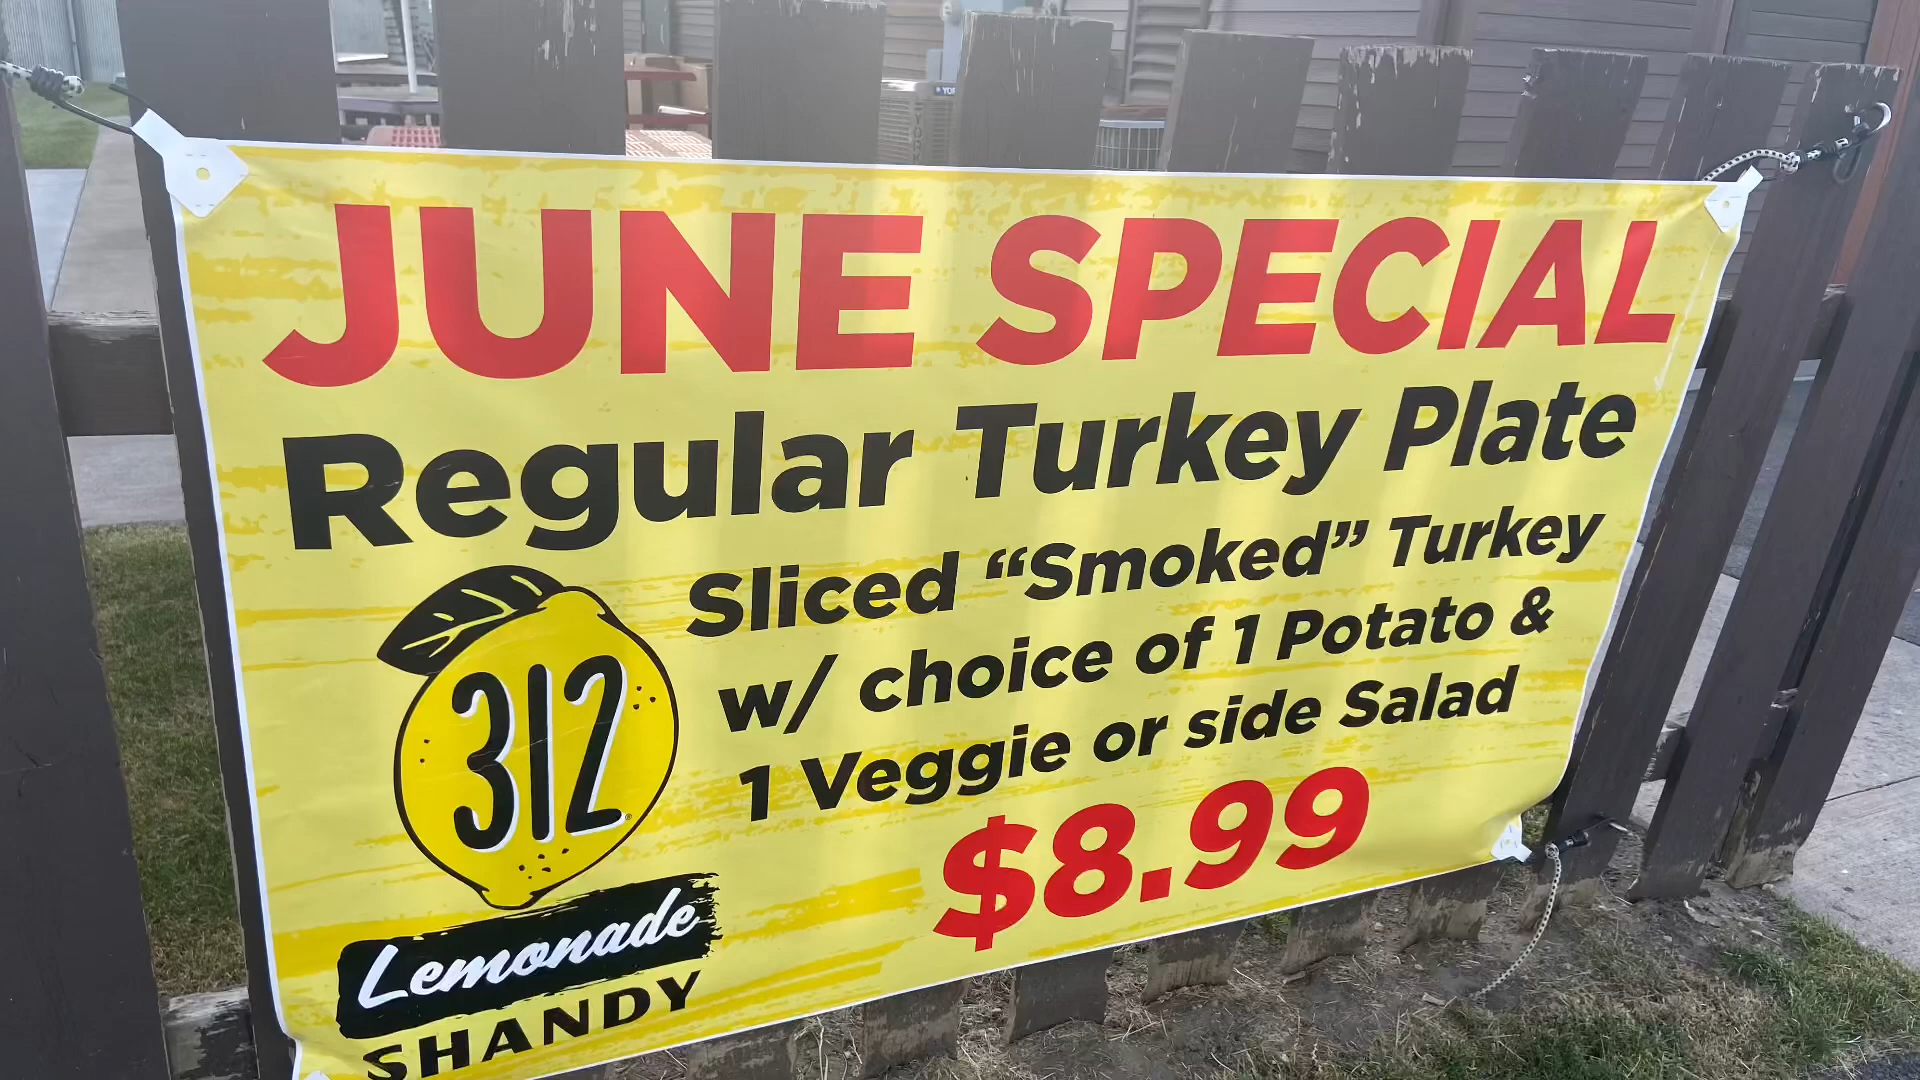 JUNE SPECIAL
Regular Turkey Plate
Sliced “Smoked” Turkey
w/ choice of 1 Potato &
1 Veggie or side Salad
$8.99
312
Lemonade
SHANDY
YORK